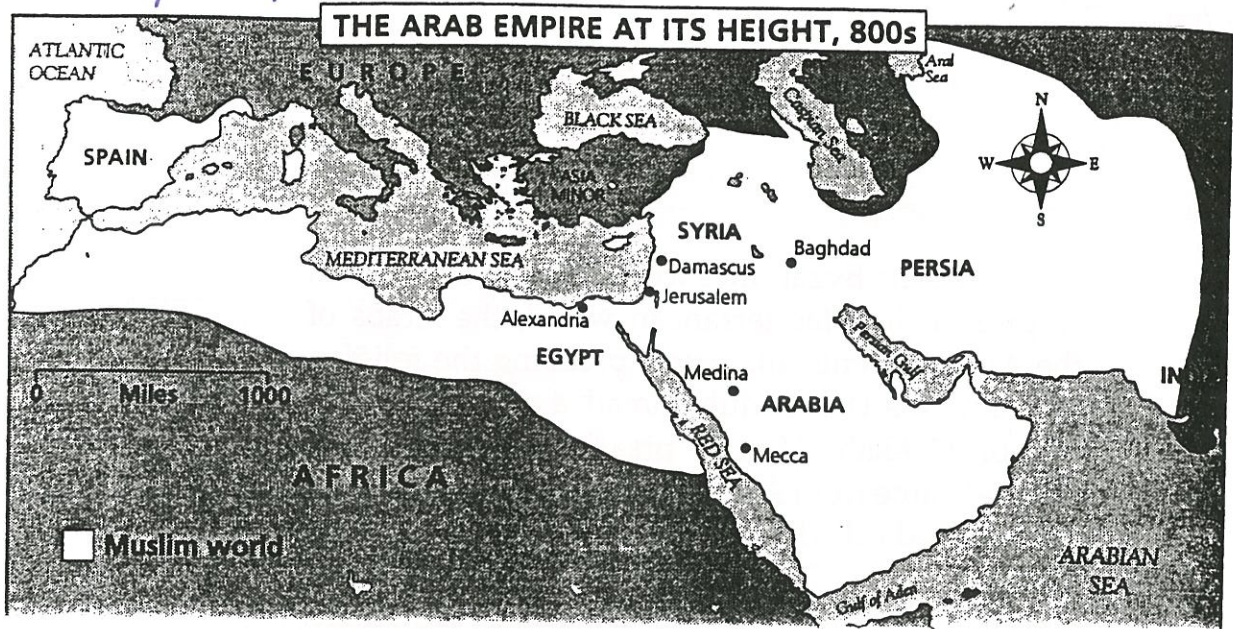 THE ARAB EMPIRE AT ITS HEIGHT, 800s
ATLANTIC
OCEAN
EUROPE
Aral
Sea
Caspian Sea
BLACK SEA
N
W E
S
SPAIN
ASIA
MINOR
SYRIA
Baghdad
PERSIA
MEDITERRANEAN SEA
Damascus
Jerusalem
Alexandria
EGYPT
Persian Gulf
IN
0 Miles 1000
Medina
ARABIA
RED SEA
Mecca
AFRICA
Muslim world
ARABIAN
SEA
Gulf of Aden